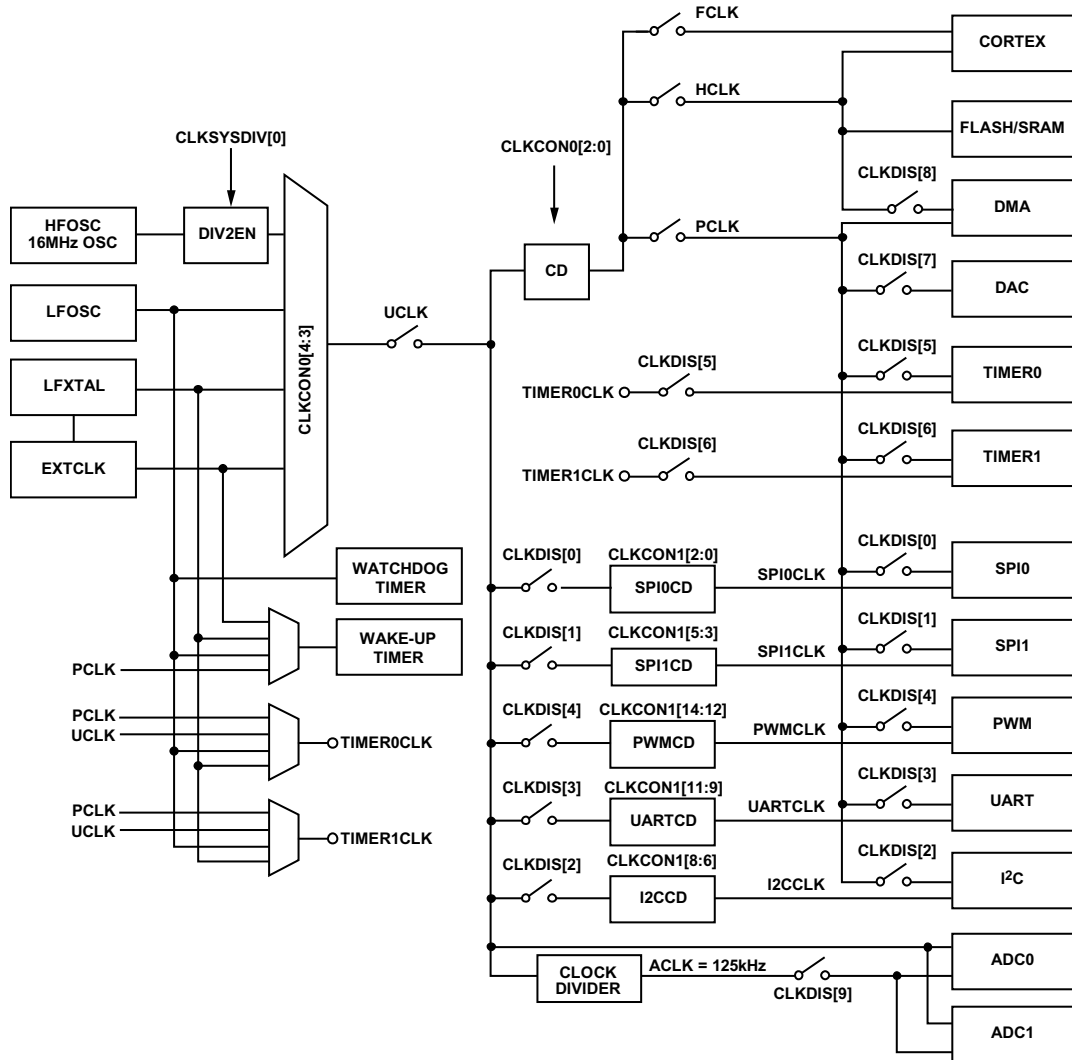 FCLK
CORTEX
HCLK
CLKSYSDIV[0]
CLKCON0[2:0]
FLASH/SRAM
CLKDIS[8]
DMA
HFOSC
16MHz OSC
DIV2EN
PCLK
CD
CLKDIS[7]
DAC
LFOSC
UCLK
CLKCON0[4:3]
CLKDIS[5]
TIMER0
LFXTAL
CLKDIS[5]
TIMER0CLK
CLKDIS[6]
TIMER1
EXTCLK
CLKDIS[6]
TIMER1CLK
WATCHDOG
TIMER
CLKDIS[0]
CLKCON1[2:0]
SPI0CD
SPI0CLK
CLKDIS[0]
SPI0
WAKE-UP
TIMER
PCLK
CLKDIS[1]
CLKCON1[5:3]
SPI1CD
SPI1CLK
CLKDIS[1]
SPI1
PCLK
UCLK
TIMER0CLK
CLKDIS[4]
CLKCON1[14:12]
PWMCD
PWMCLK
CLKDIS[4]
PWM
PCLK
UCLK
TIMER1CLK
CLKDIS[3]
CLKCON1[11:9]
UARTCD
UARTCLK
CLKDIS[3]
UART
CLKDIS[2]
CLKCON1[8:6]
I2CCD
I2CCLK
CLKDIS[2]
I²C
ADC0
CLOCK
DIVIDER
ACLK = 125kHz
CLKDIS[9]
ADC1